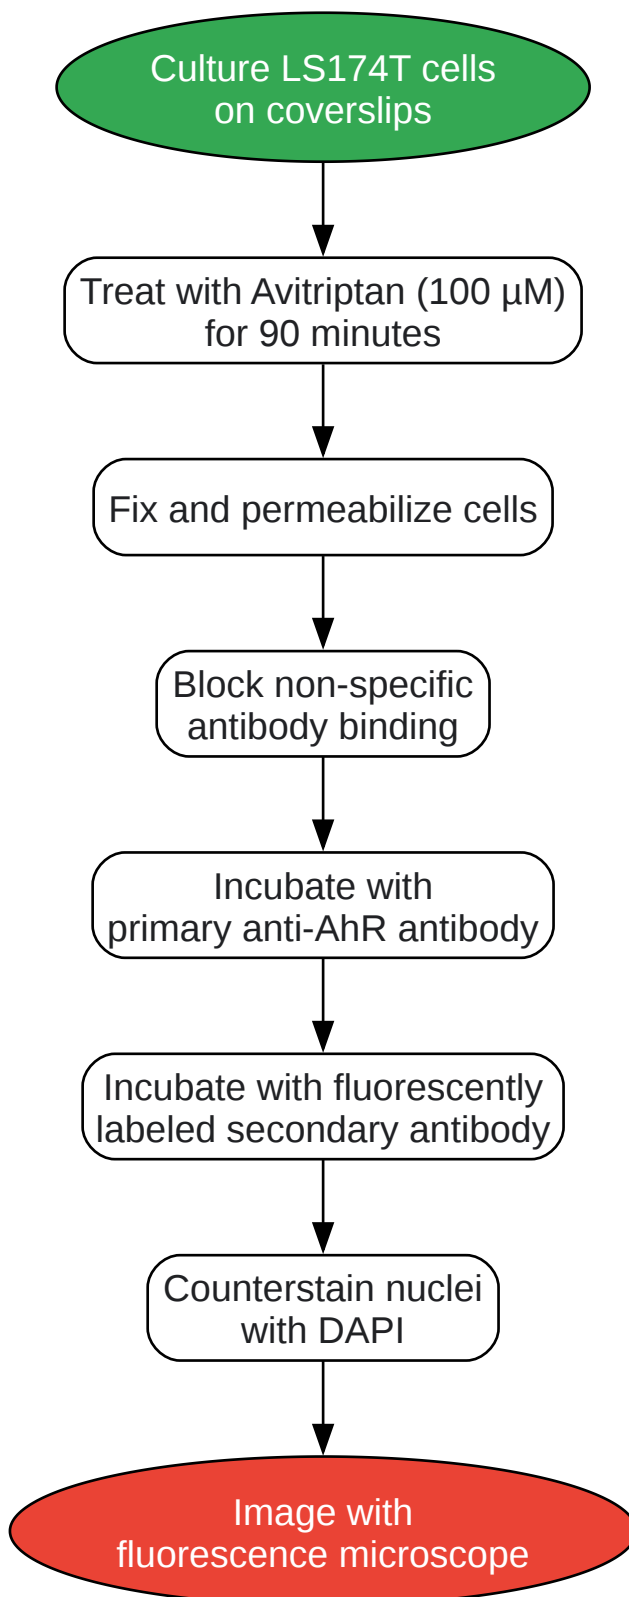 Culture LS174T cells
on coverslips
Treat with Avitriptan (100 µM)
for 90 minutes
Fix and permeabilize cells
Block non-specific
antibody binding
Incubate with
primary anti-AhR antibody
Incubate with fluorescently
labeled secondary antibody
Counterstain nuclei
with DAPI
Image with
fluorescence microscope